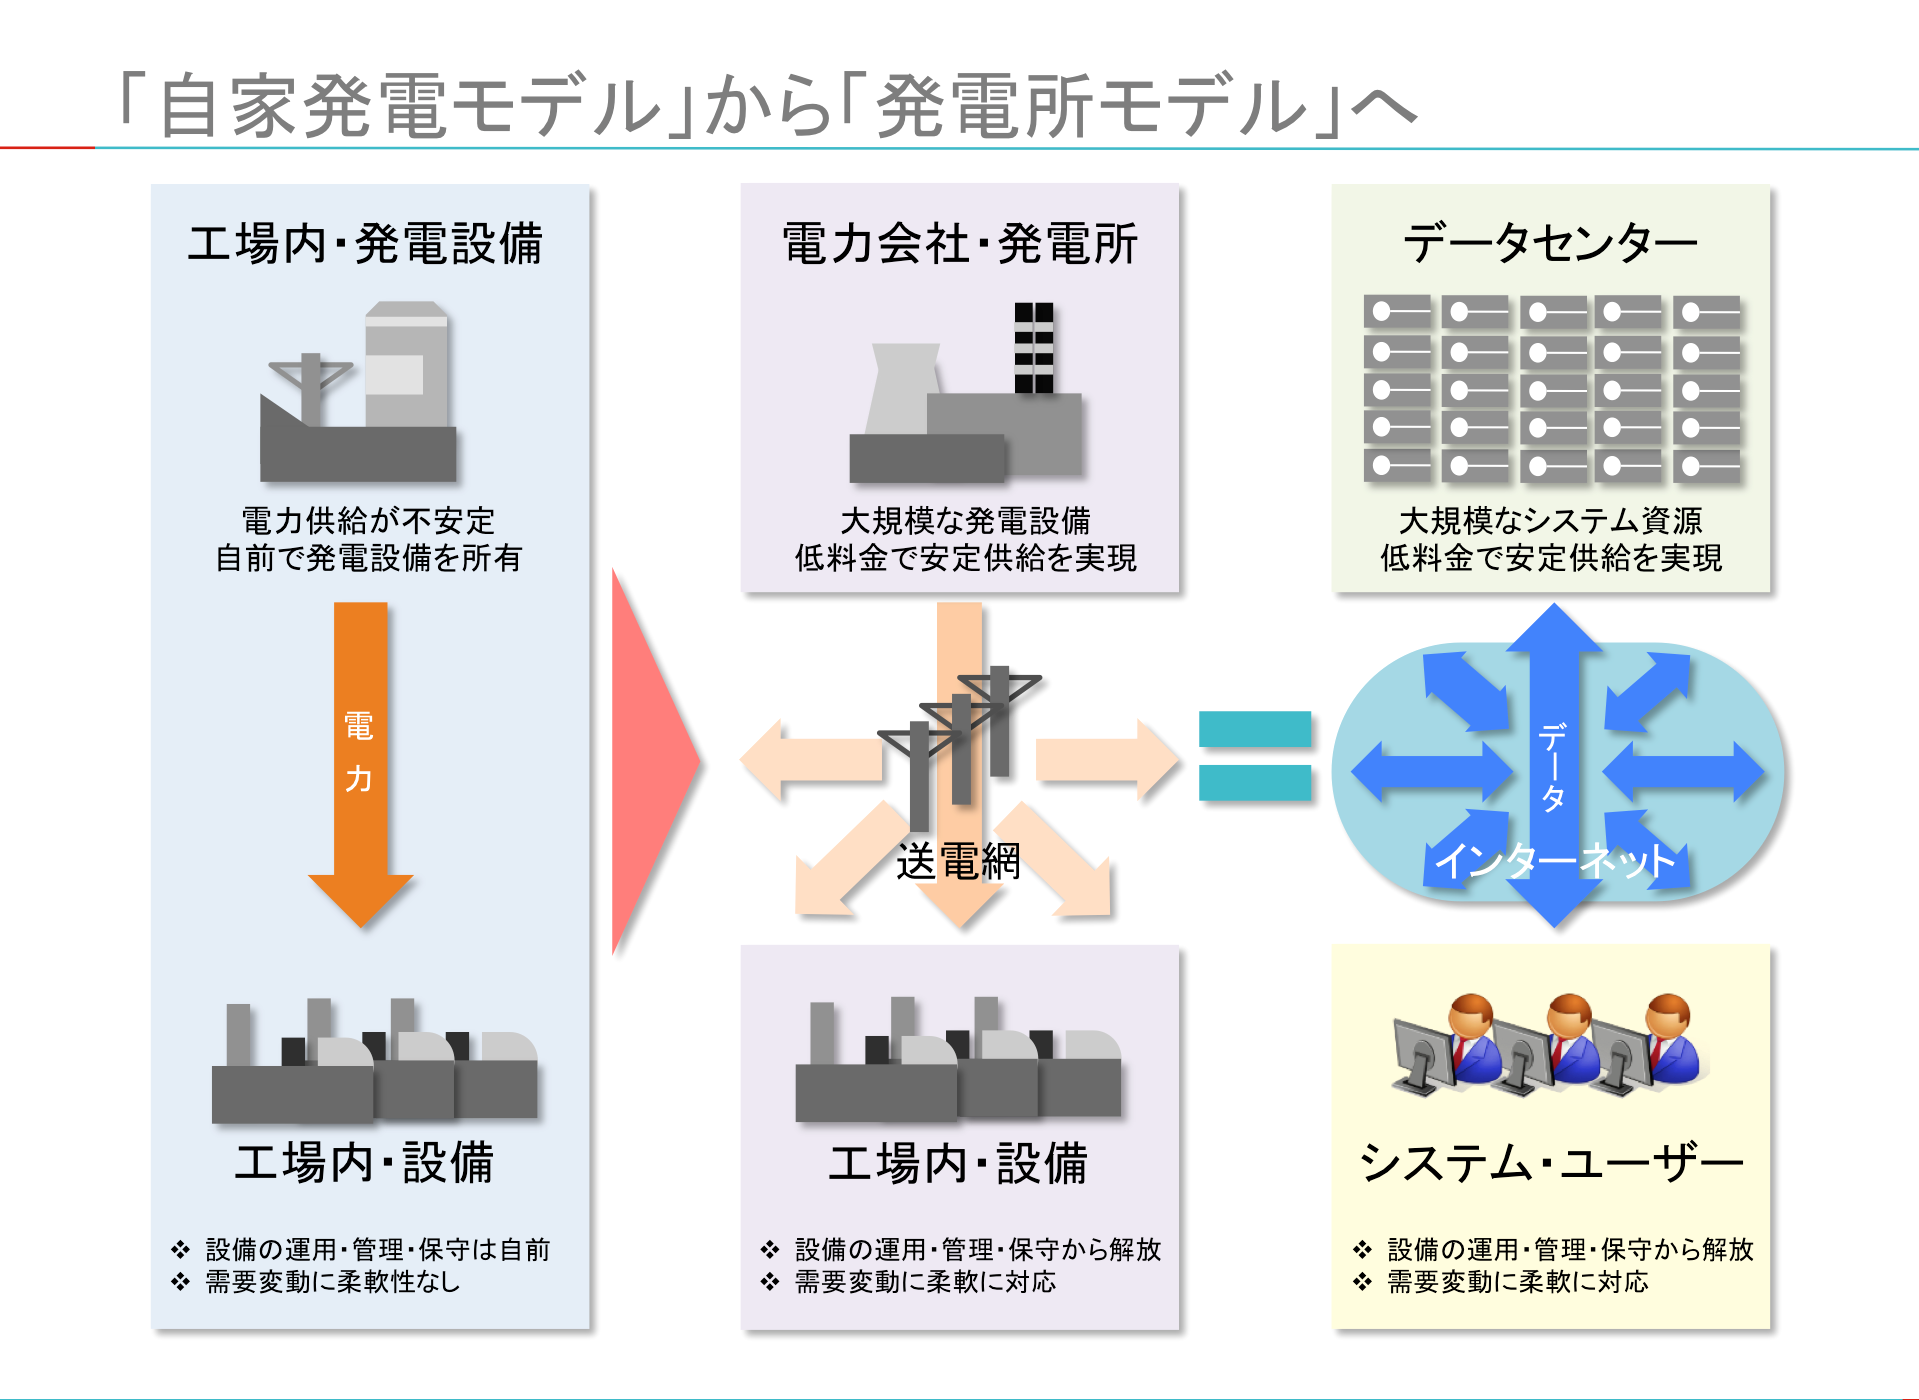 「自家発電モデル」から「発電所モデル」へ
工場内・発電設備
電力供給が不安定
自前で発電設備を所有
電力
工場内・設備
❖ 設備の運用・管理・保守は自前
❖ 需要変動に柔軟性なし
電力会社・発電所
大規模な発電設備
低料金で安定供給を実現
送電網
工場内・設備
❖ 設備の運用・管理・保守から解放
❖ 需要変動に柔軟に対応
データセンター
大規模なシステム資源
低料金で安定供給を実現
データ
インターネット
システム・ユーザー
❖ 設備の運用・管理・保守から解放
❖ 需要変動に柔軟に対応